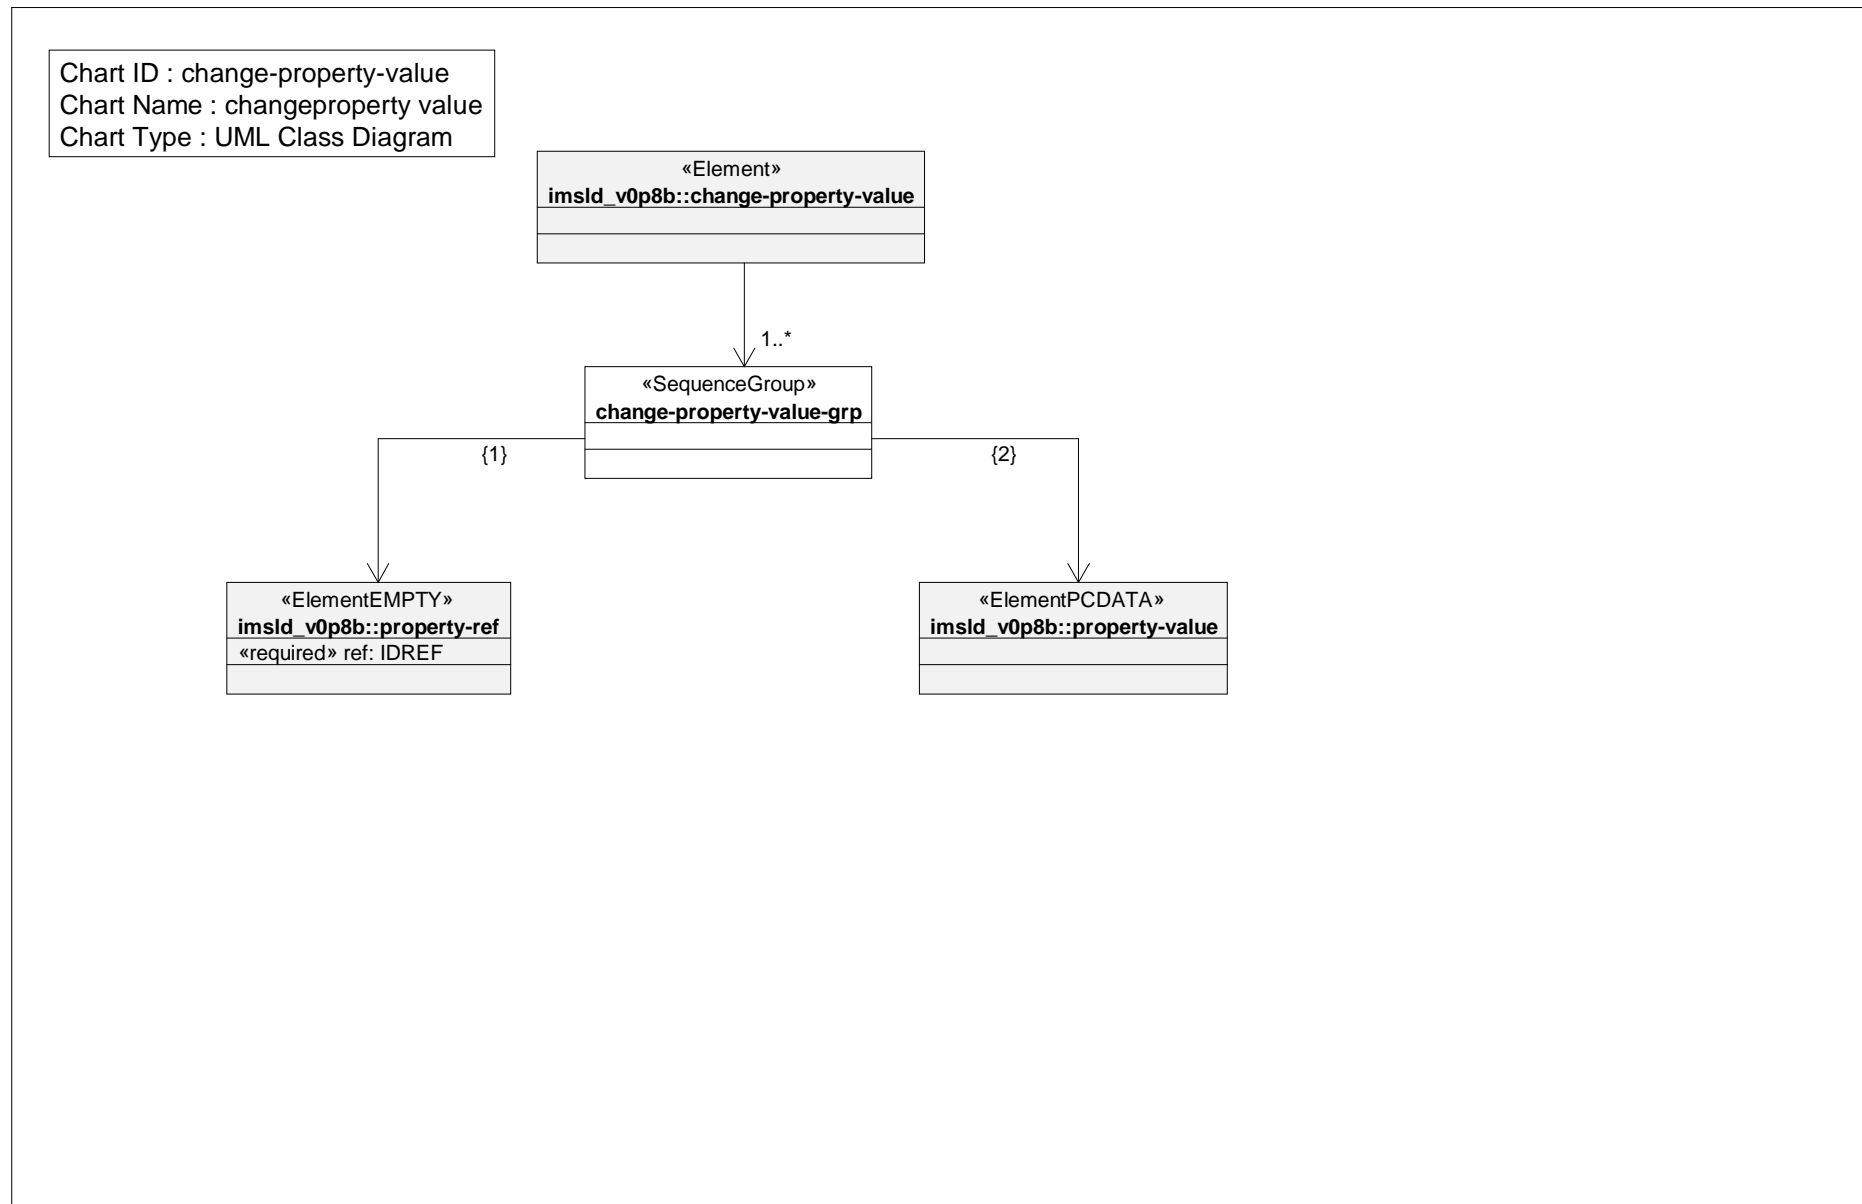 Chart ID : change-property-value
Chart Name : changeproperty value
Chart Type : UML Class Diagram
«Element»
imsld_v0p8b::change-property-value
1..*
«SequenceGroup»
change-property-value-grp
{1}
{2}
«ElementEMPTY»
imsld_v0p8b::property-ref
«required» ref: IDREF
«ElementPCDATA»
imsld_v0p8b::property-value